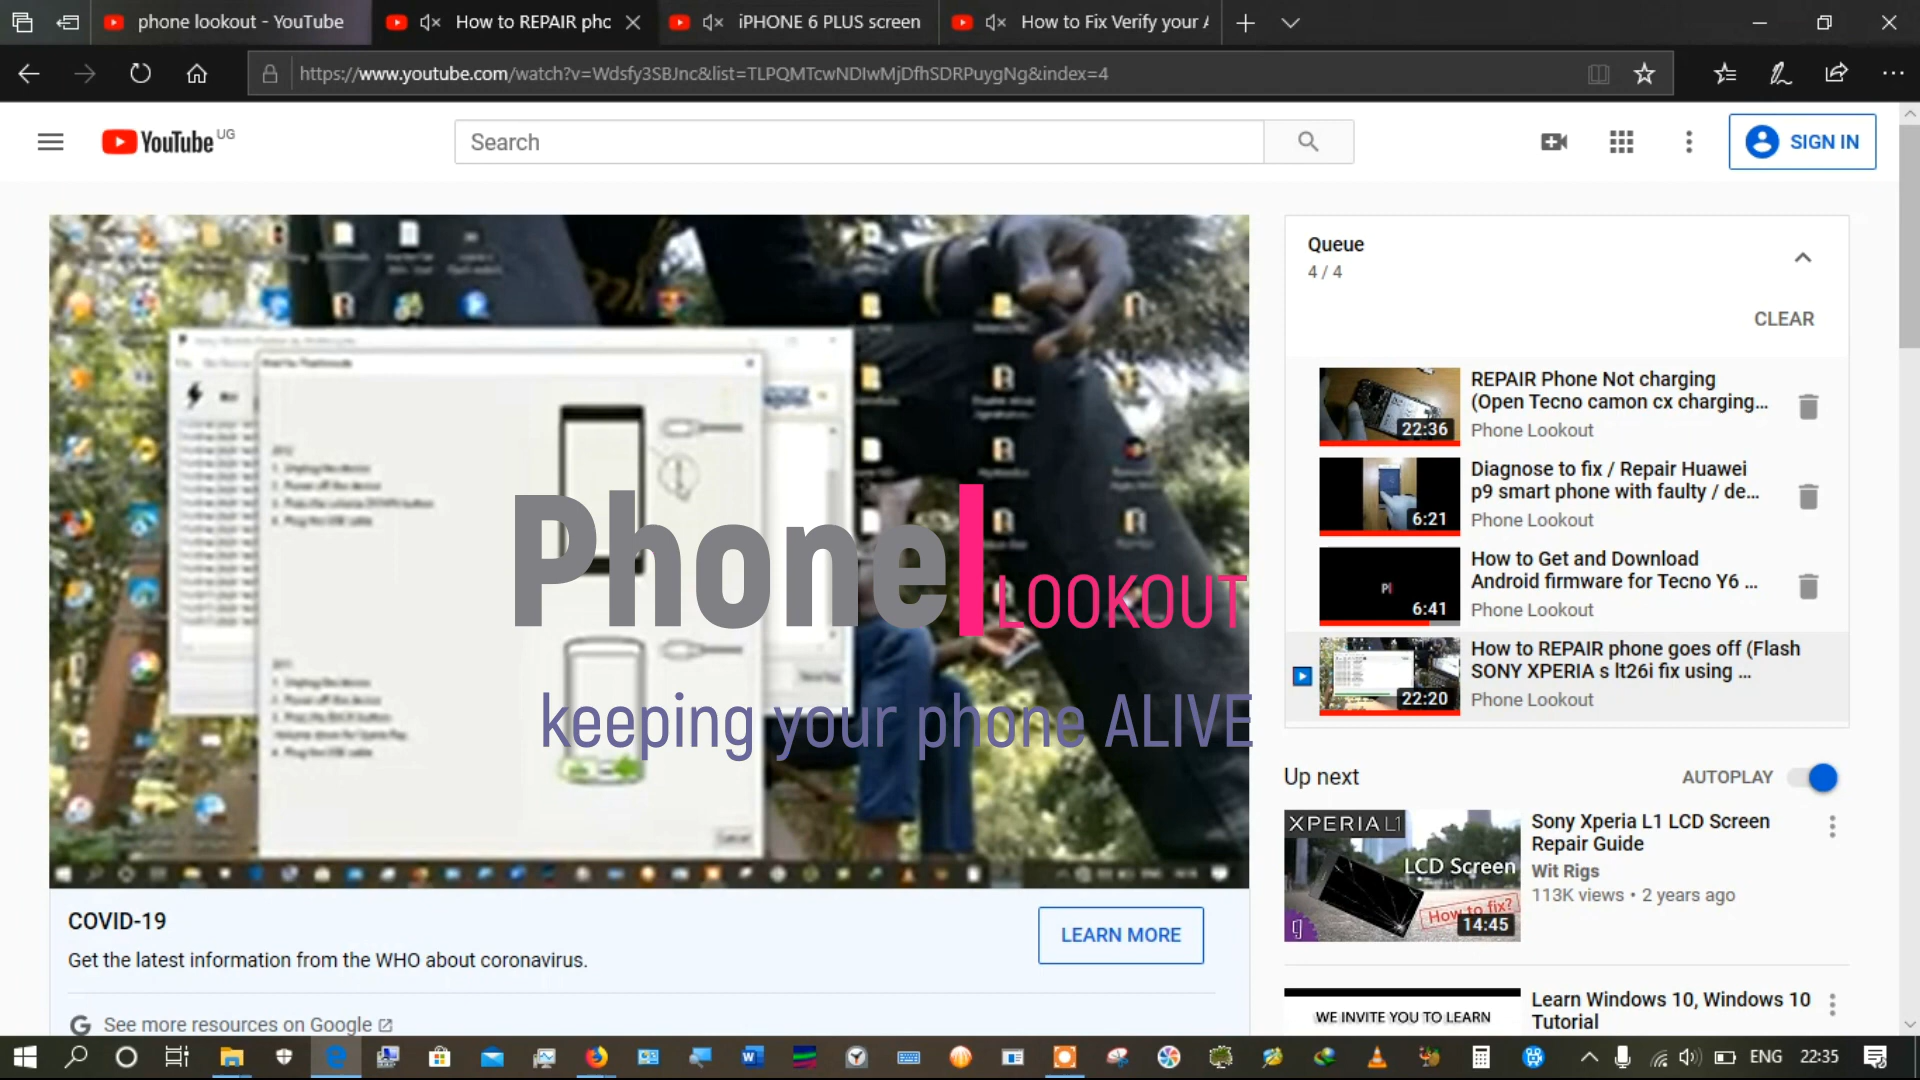 phone lookout - YouTube
How to REPAIR phc
iPHONE 6 PLUS screen
How to Fix Verify your A
https://www.youtube.com/watch?v=Wdsfy3SBJnc&list=TLPQMTcwNDIwMjDfhSDRPuygNg&index=4
YouTube UG
Search
SIGN IN
Queue
4 / 4
CLEAR
REPAIR Phone Not charging
(Open Tecno camon cx charging...
Phone Lookout
22:36
Diagnose to fix / Repair Huawei
p9 smart phone with faulty / de...
Phone Lookout
6:21
How to Get and Download
Android firmware for Tecno Y6 ...
Phone Lookout
Pl
6:41
How to REPAIR phone goes off (Flash
SONY XPERIA s lt26i fix using ...
Phone Lookout
22:20
Phone LOOKOUT
keeping your phone ALIVE
Up next
AUTOPLAY
XPERIA L1
LCD Screen
How to fix?
14:45
Sony Xperia L1 LCD Screen
Repair Guide
Wit Rigs
113K views • 2 years ago
WE INVITE YOU TO LEARN
Learn Windows 10, Windows 10
Tutorial
COVID-19
Get the latest information from the WHO about coronavirus.
LEARN MORE
See more resources on Google
ENG
22:35